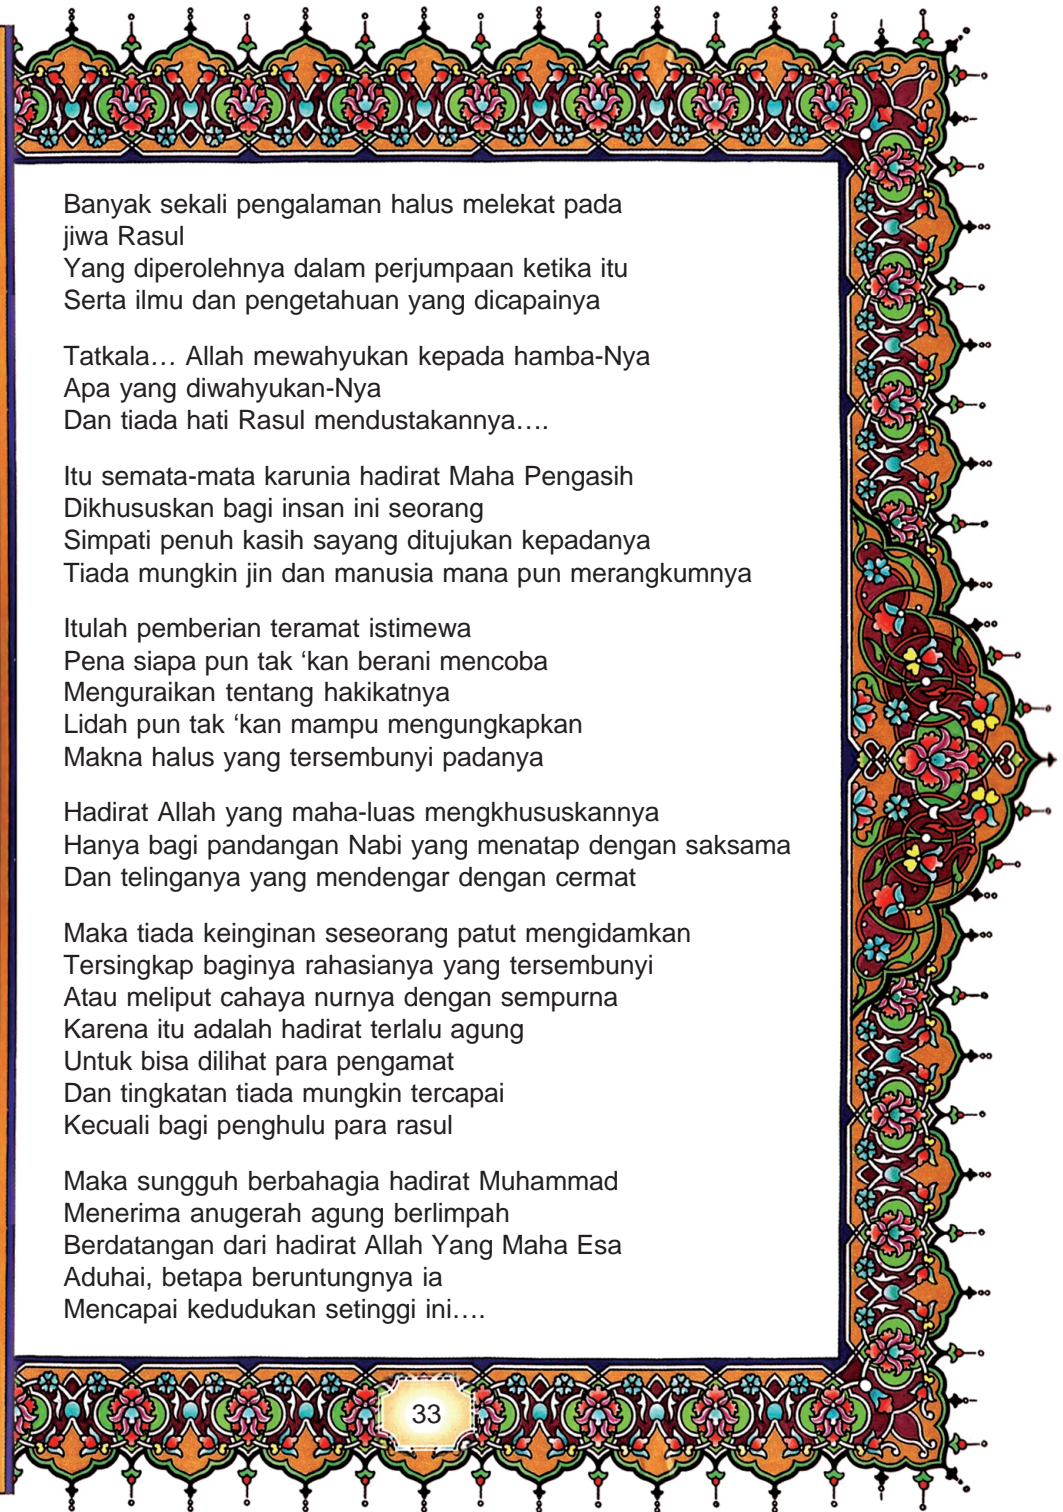 Banyak sekali pengalaman halus melekat pada
jiwa Rasul
Yang diperolehnya dalam perjumpaan ketika itu
Serta ilmu dan pengetahuan yang dicapainya
Tatkala… Allah mewahyukan kepada hamba-Nya
Apa yang diwahyukan-Nya
Dan tiada hati Rasul mendustakannya….
Itu semata-mata karunia hadirat Maha Pengasih
Dikhususkan bagi insan ini seorang
Simpati penuh kasih sayang ditujukan kepadanya
Tiada mungkin jin dan manusia mana pun merangkumnya
Itulah pemberian teramat istimewa
Pena siapa pun tak ‘kan berani mencoba
Menguraikan tentang hakikatnya
Lidah pun tak ‘kan mampu mengungkapkan
Makna halus yang tersembunyi padanya
Hadirat Allah yang maha-luas mengkhususkannya
Hanya bagi pandangan Nabi yang menatap dengan saksama
Dan telinganya yang mendengar dengan cermat
Maka tiada keinginan seseorang patut mengidamkan
Tersingkap baginya rahasianya yang tersembunyi
Atau meliput cahaya nurnya dengan sempurna
Karena itu adalah hadirat terlalu agung
Untuk bisa dilihat para pengamat
Dan tingkatan tiada mungkin tercapai
Kecuali bagi penghulu para rasul
Maka sungguh berbahagia hadirat Muhammad
Menerima anugerah agung berlimpah
Berdatangan dari hadirat Allah Yang Maha Esa
Aduhai, betapa beruntungnya ia
Mencapai kedudukan setinggi ini….
33